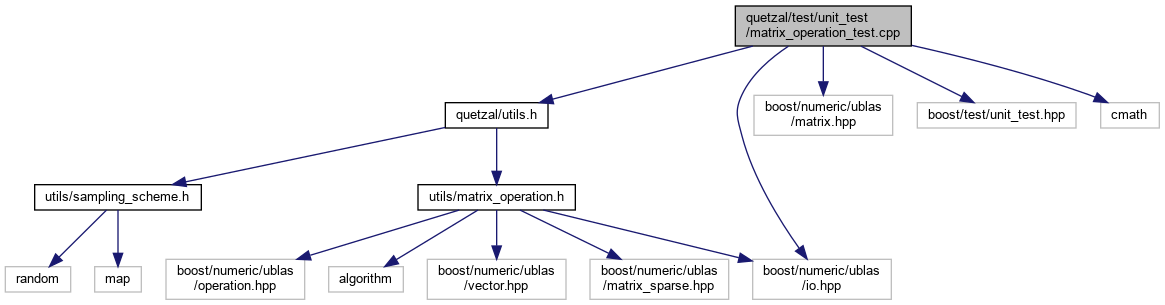 quetzal/test/unit_test
/matrix_operation_test.cpp
quetzal/utils.h
boost/numeric/ublas
/matrix.hpp
boost/test/unit_test.hpp
cmath
utils/sampling_scheme.h
utils/matrix_operation.h
random
map
boost/numeric/ublas
/operation.hpp
algorithm
boost/numeric/ublas
/vector.hpp
boost/numeric/ublas
/matrix_sparse.hpp
boost/numeric/ublas
/io.hpp